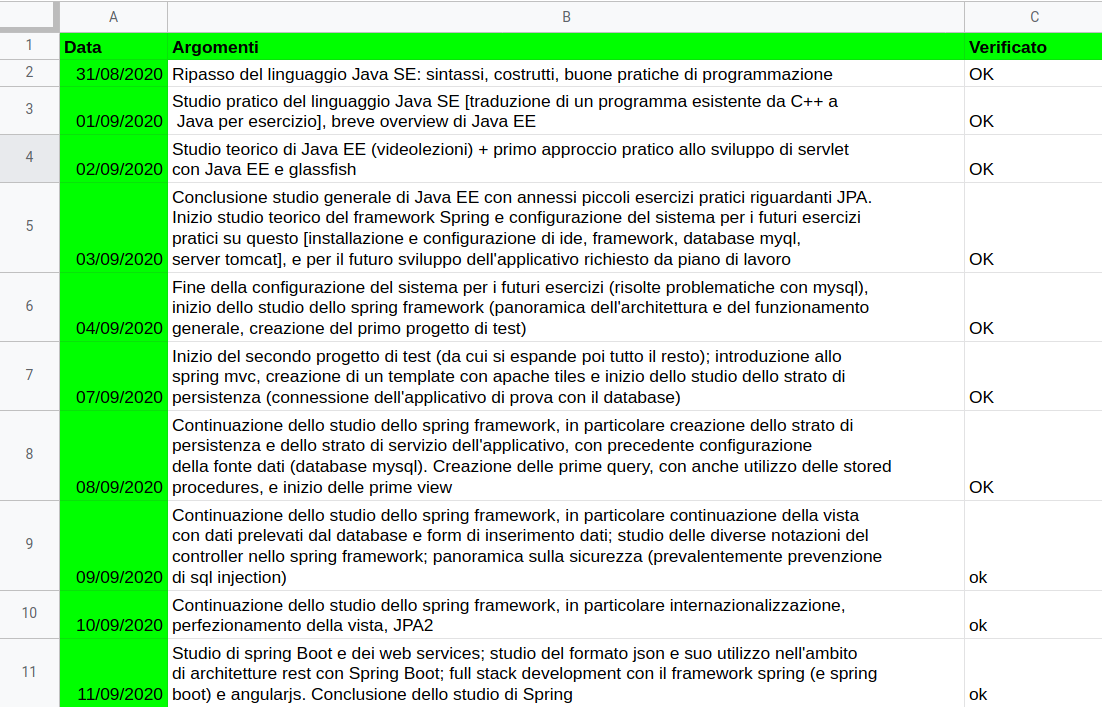 A B C
1 Data Argomenti Verificato
2 31/08/2020 Ripasso del linguaggio Java SE: sintassi, costrutti, buone pratiche di programmazione OK
3 Studio pratico del linguaggio Java SE [traduzione di un programma esistente da C++ a
01/09/2020 Java per esercizio], breve overview di Java EE OK
4 Studio teorico di Java EE (videolezioni) + primo approccio pratico allo sviluppo di servlet
02/09/2020 con Java EE e glassfish OK
5 Conclusione studio generale di Java EE con annessi piccoli esercizi pratici riguardanti JPA.
Inizio studio teorico del framework Spring e configurazione del sistema per i futuri esercizi
pratici su questo [installazione e configurazione di ide, framework, database myql,
03/09/2020 server tomcat], e per il futuro sviluppo dell'applicativo richiesto da piano di lavoro OK
6 Fine della configurazione del sistema per i futuri esercizi (risolte problematiche con mysql),
inizio dello studio dello spring framework (panoramica dell'architettura e del funzionamento
04/09/2020 generale, creazione del primo progetto di test) OK
7 Inizio del secondo progetto di test (da cui si espande poi tutto il resto); introduzione allo
spring mvc, creazione di un template con apache tiles e inizio dello studio dello strato di
07/09/2020 persistenza (connessione dell'applicativo di prova con il database) OK
8 Continuazione dello studio dello spring framework, in particolare creazione dello strato di
persistenza e dello strato di servizio dell'applicativo, con precedente configurazione
della fonte dati (database mysql). Creazione delle prime query, con anche utilizzo delle stored
08/09/2020 procedures, e inizio delle prime view OK
9 Continuazione dello studio dello spring framework, in particolare continuazione della vista
con dati prelevati dal database e form di inserimento dati; studio delle diverse notazioni del
controller nello spring framework; panoramica sulla sicurezza (prevalentemente prevenzione
09/09/2020 di sql injection) ok
10 Continuazione dello studio dello spring framework, in particolare internazionalizzazione,
10/09/2020 perfezionamento della vista, JPA2 ok
11 Studio di spring Boot e dei web services; studio del formato json e suo utilizzo nell'ambito
di architetture rest con Spring Boot; full stack development con il framework spring (e spring
11/09/2020 boot) e angularjs. Conclusione dello studio di Spring ok